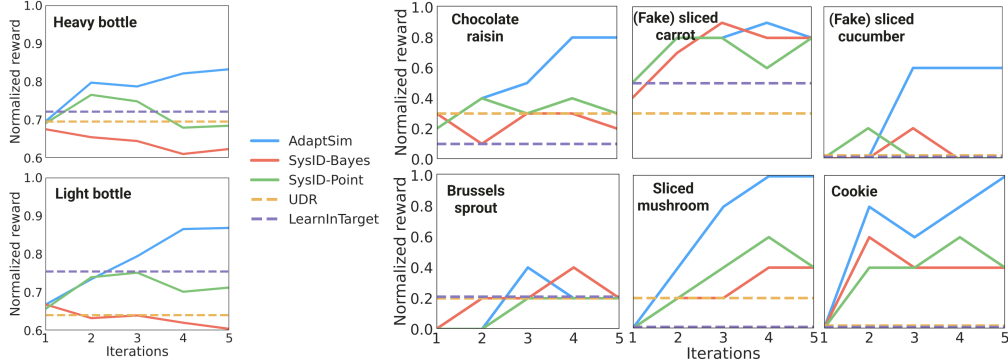 Heavy bottle
Normalized reward
1.0
0.9
0.8
0.7
0.6
Light bottle
Normalized reward
1.0
0.9
0.8
0.7
0.6
1 2 3 4 5
Iterations
AdaptSim
SysID-Bayes
SysID-Point
UDR
LearnInTarget
Chocolate
raisin
Normalized reward
1.0
0.8
0.6
0.4
0.2
0.0
(Fake) sliced
carrot
(Fake) sliced
cucumber
Brussels
sprout
Normalized reward
1.0
0.8
0.6
0.4
0.2
0.0
1 2 3 4 5
Sliced
mushroom
1 2 3 4 5
Cookie
1 2 3 4 5
Iterations